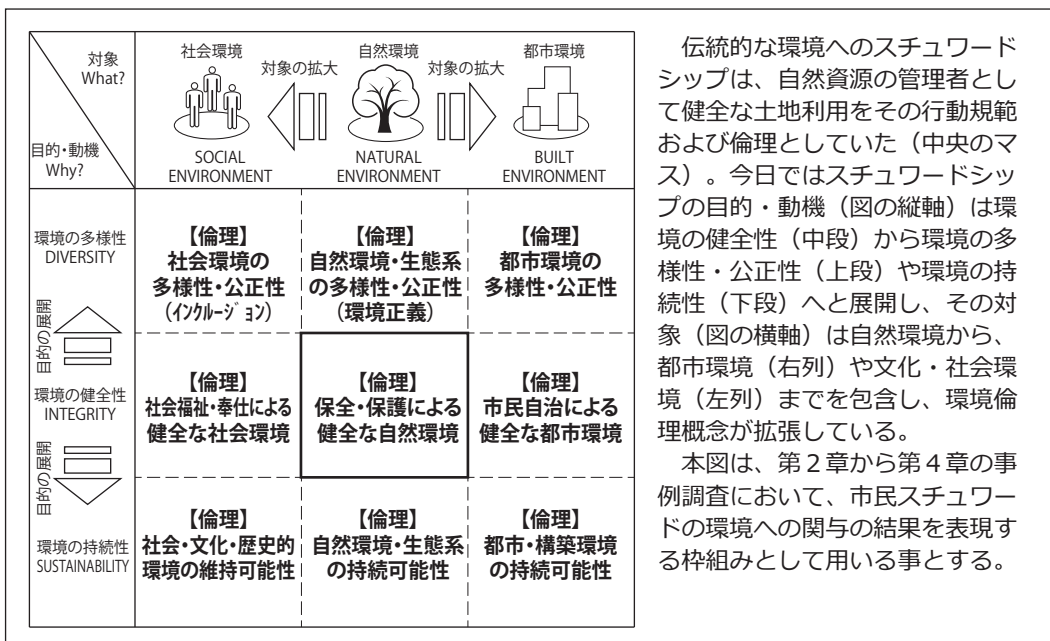 対象
What?
目的・動機
Why?
社会環境
自然環境
都市環境
対象の拡大
対象の拡大
SOCIAL
ENVIRONMENT
NATURAL
ENVIRONMENT
BUILT
ENVIRONMENT
環境の多様性
DIVERSITY
【倫理】
社会環境の
多様性・公正性
(インクルージョン)
【倫理】
自然環境・生態系
の多様性・公正性
(環境正義)
【倫理】
都市環境の
多様性・公正性
目的の展開
環境の健全性
INTEGRITY
目的の展開
【倫理】
社会福祉・奉仕による
健全な社会環境
【倫理】
保全・保護による
健全な自然環境
【倫理】
市民自治による
健全な都市環境
環境の持続性
SUSTAINABILITY
【倫理】
社会・文化・歴史的
環境の維持可能性
【倫理】
自然環境・生態系
の持続可能性
【倫理】
都市・構築環境
の持続可能性
伝統的な環境へのスチュワード
シップは、自然資源の管理者とし
て健全な土地利用をその行動規範
および倫理としていた(中央のマ
ス)。今日ではスチュワードシッ
プの目的・動機(図の縦軸)は環
境の健全性(中段)から環境の多
様性・公正性(上段)や環境の持
続性(下段)へと展開し、その対
象(図の横軸)は自然環境から、
都市環境(右列)や文化・社会環
境(左列)までを包含し、環境倫
理概念が拡張している。
本図は、第2章から第4章の事
例調査において、市民スチュワー
ドの環境への関与の結果を表現す
る枠組みとして用いる事とする。